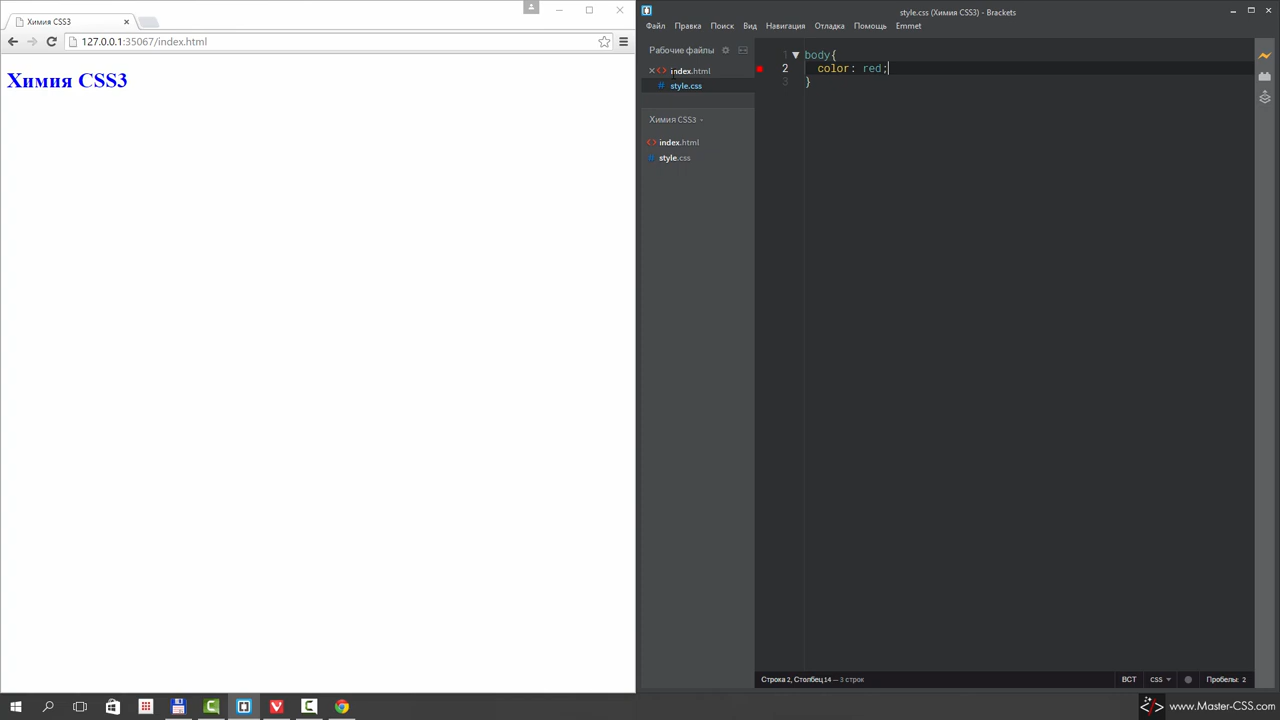 Химия CSS3
127.0.0.1:35067/index.html
Химия CSS3
style.css (Химия CSS3) - Brackets
Файл Правка Поиск Вид Навигация Отладка Помощь Emmet
Рабочие файлы
index.html
style.css
Химия CSS3
index.html
style.css
1 body{
2 color: red;
3 }
Строка 2, Столбец 14 — 3 строк
ВСТ CSS Пробелы: 2
www.Master-CSS.com